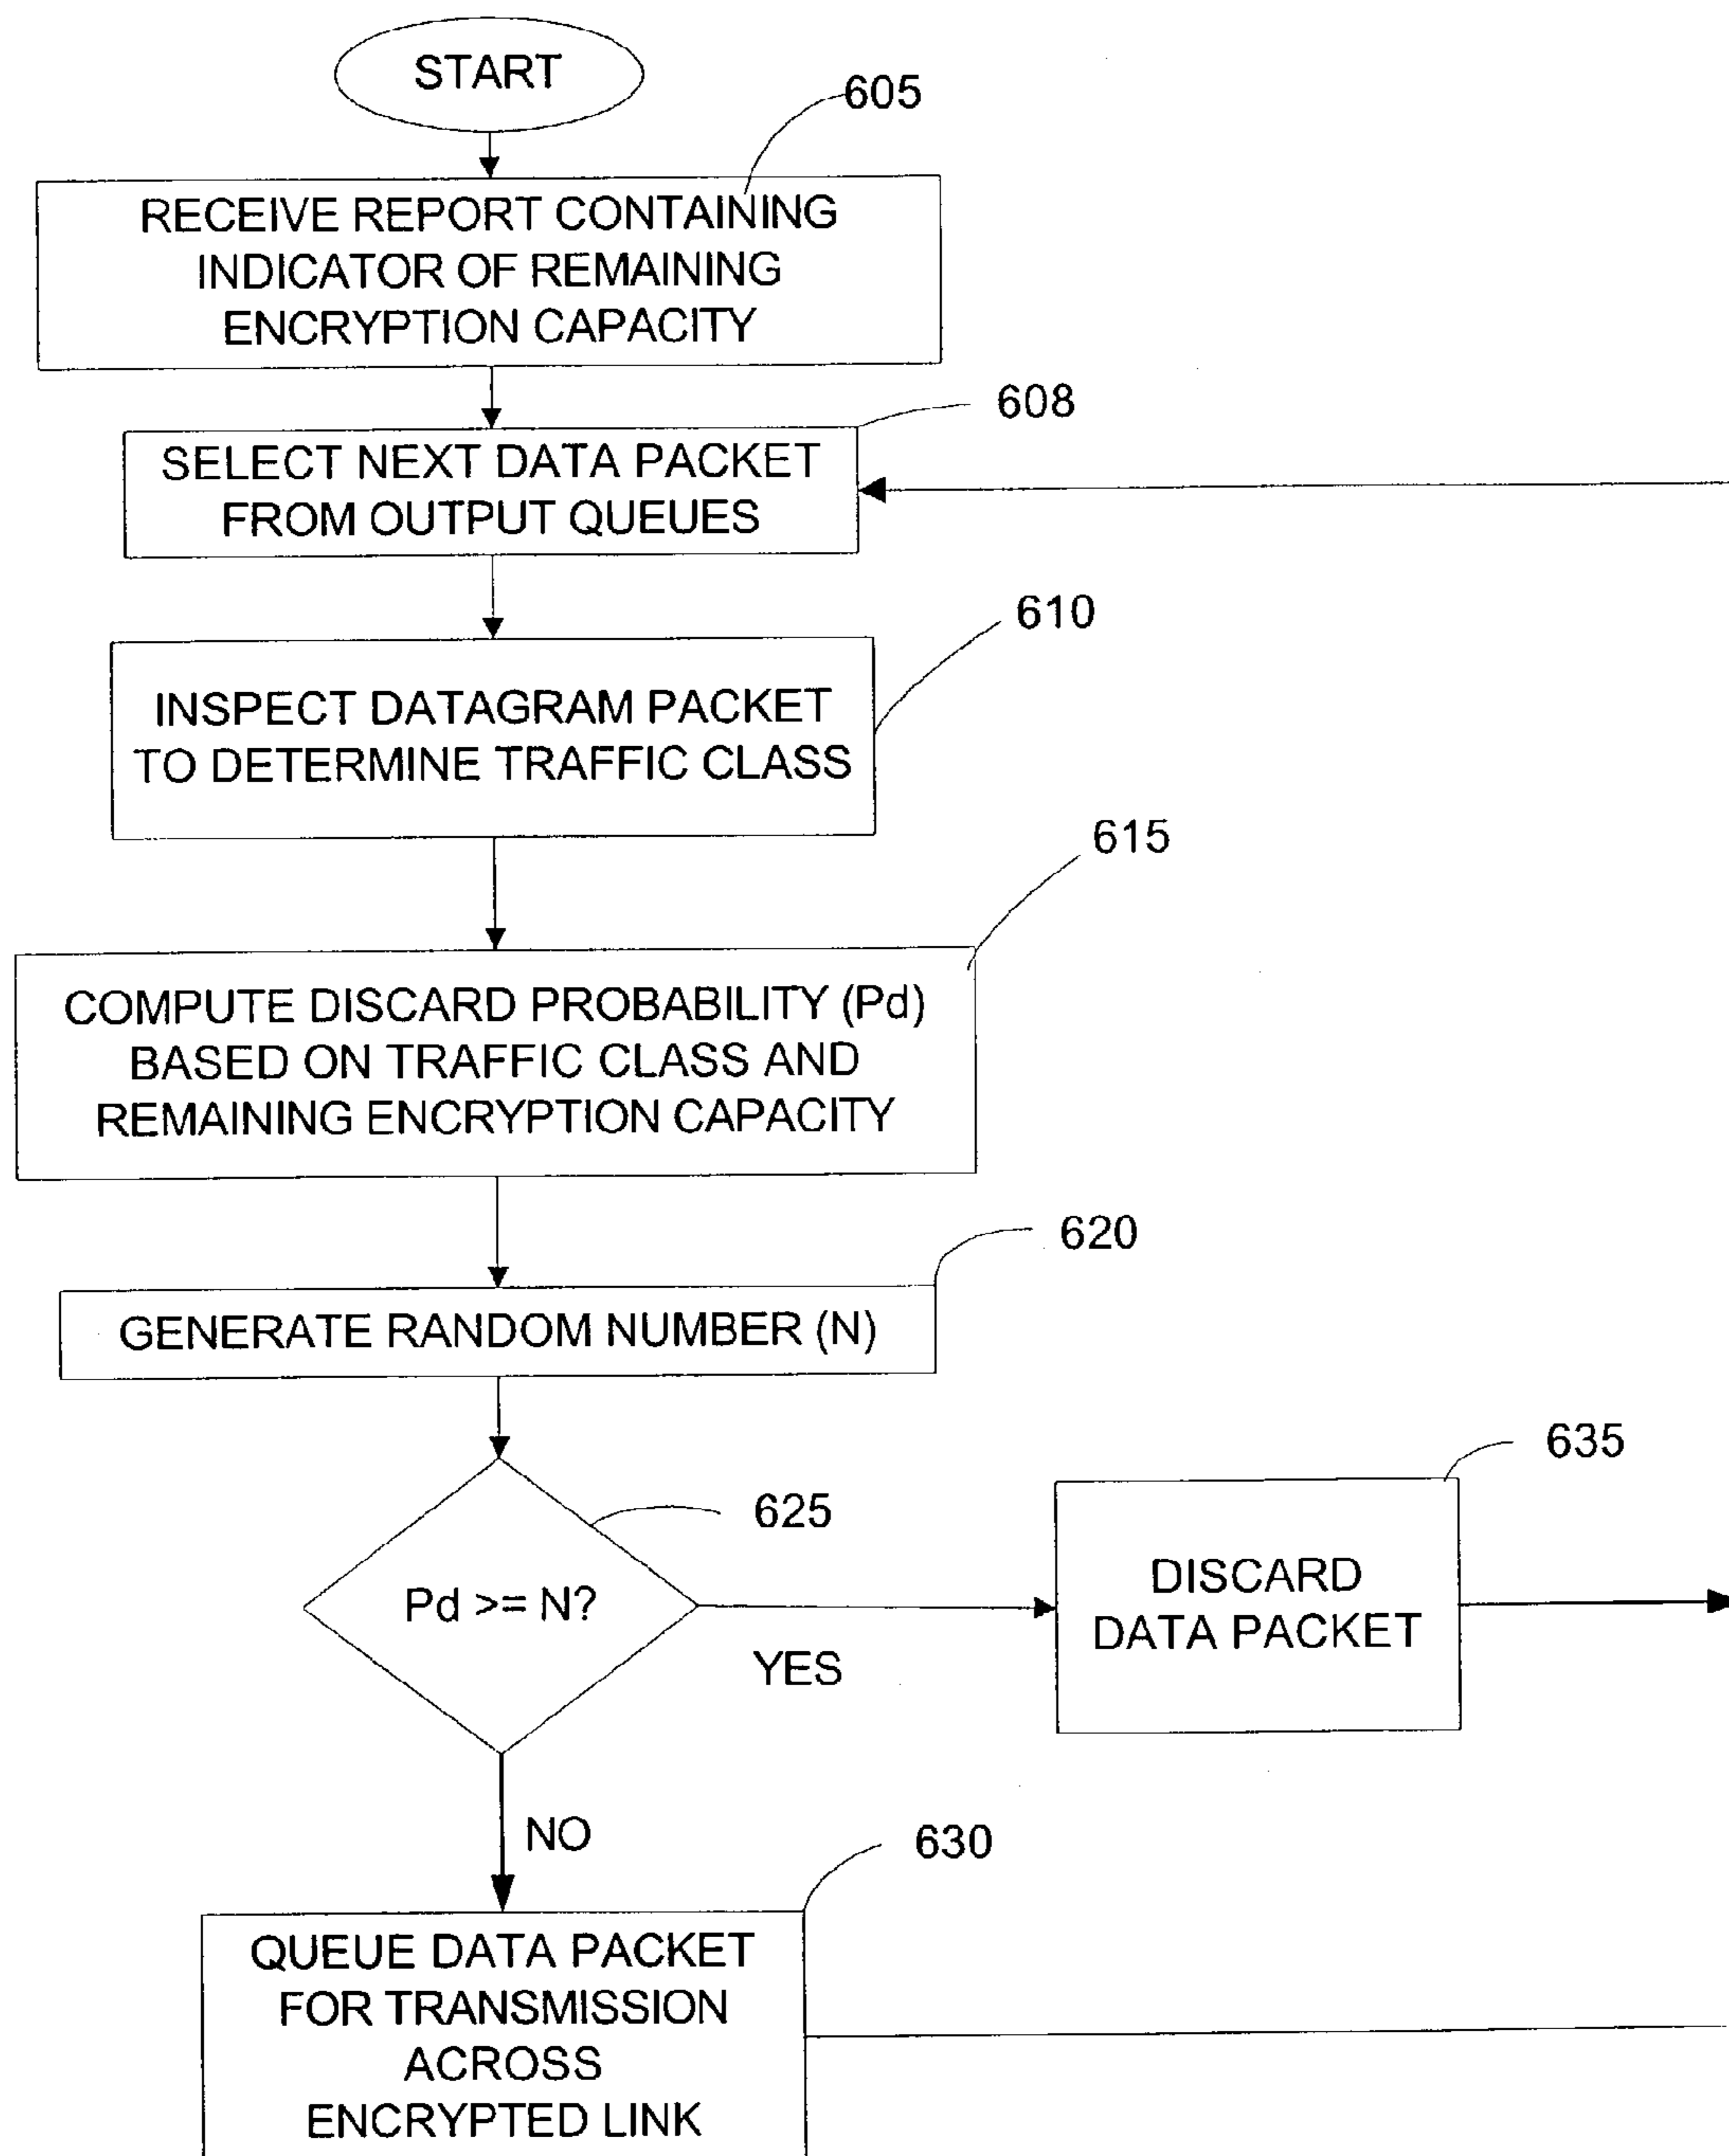 START
605
RECEIVE REPORT CONTAINING
INDICATOR OF REMAINING
ENCRYPTION CAPACITY
608
SELECT NEXT DATA PACKET
FROM OUTPUT QUEUES
610
INSPECT DATAGRAM PACKET
TO DETERMINE TRAFFIC CLASS
615
COMPUTE DISCARD PROBABILITY (Pd)
BASED ON TRAFFIC CLASS AND
REMAINING ENCRYPTION CAPACITY
620
GENERATE RANDOM NUMBER (N)
625
Pd >= N?
YES
635
DISCARD
DATA PACKET
NO
630
QUEUE DATA PACKET
FOR TRANSMISSION
ACROSS
ENCRYPTED LINK